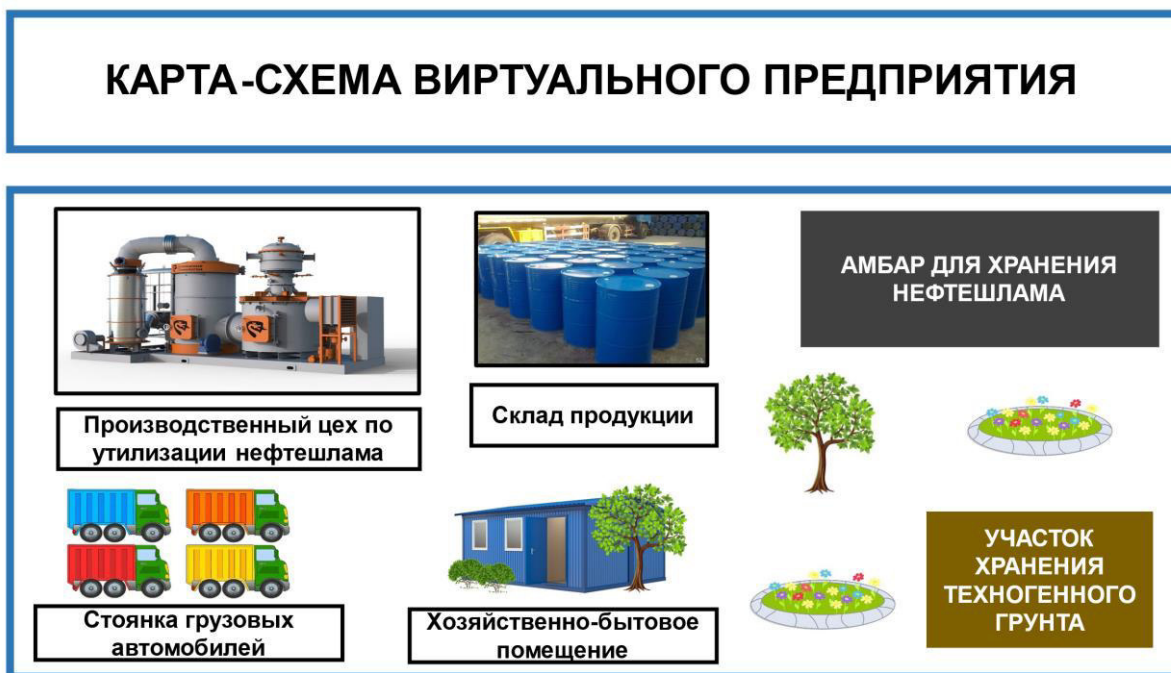 КАРТА-СХЕМА ВИРТУАЛЬНОГО ПРЕДПРИЯТИЯ
АМБАР ДЛЯ ХРАНЕНИЯ
НЕФТЕШЛАМА
Производственный цех по
утилизации нефтешлама
Склад продукции
УЧАСТОК
ХРАНЕНИЯ
ТЕХНОГЕННОГО
ГРУНТА
Стоянка грузовых
автомобилей
Хозяйственно-бытовое
помещение